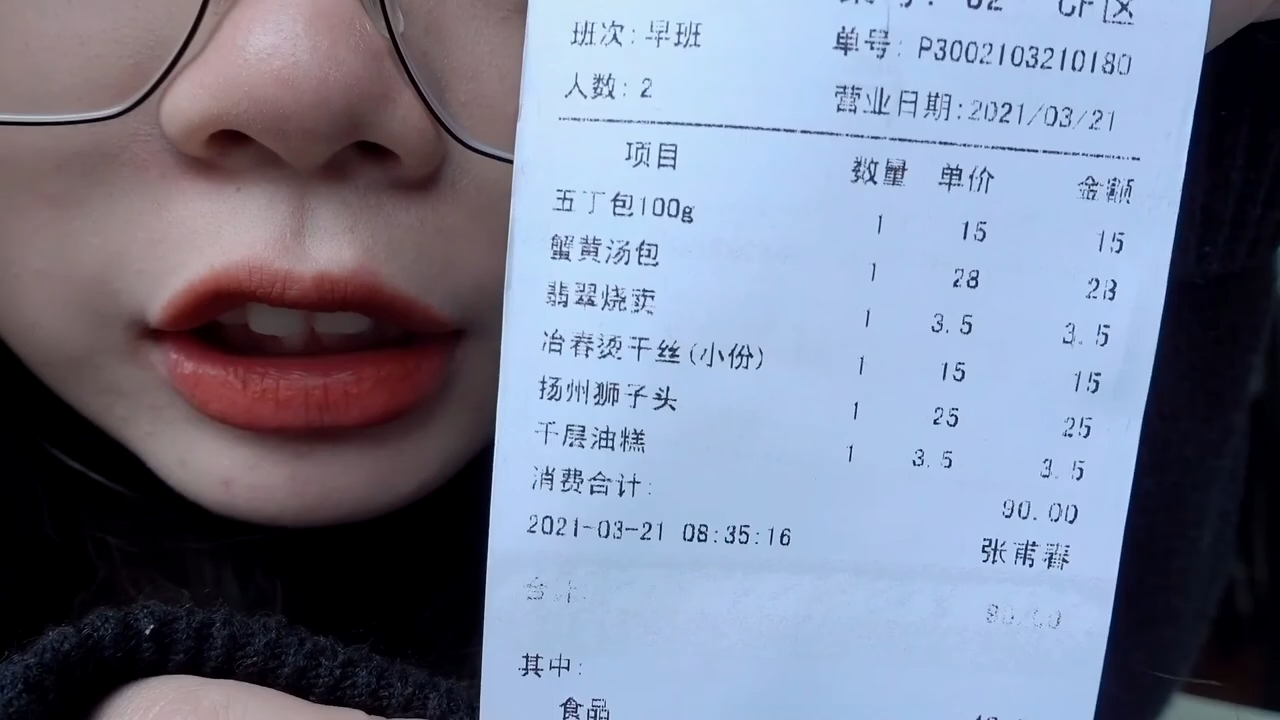 班次：早班 单号：P3002103210180
人数：2 营业日期：2021/03/21
项目 数量 单价 金额
五丁包100g 1 15 15
蟹黄汤包 1 28 28
翡翠烧卖 1 3.5 3.5
冶春烫干丝(小份) 1 15 15
扬州狮子头 1 25 25
千层油糕 1 3.5 3.5
消费合计： 90.00
2021-03-21 08:35:16 张甫春
其中：
食品